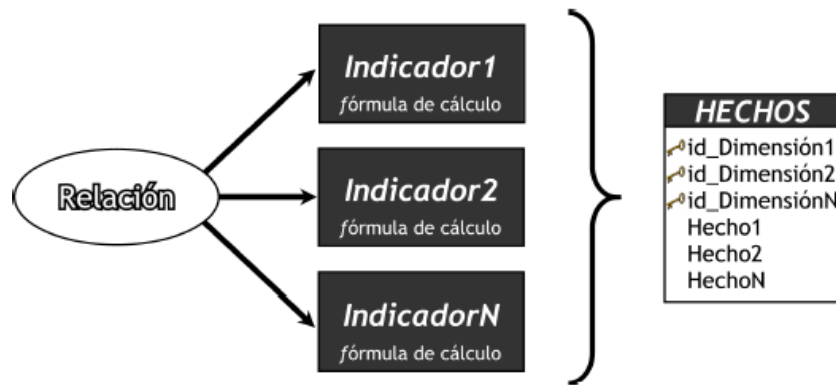 Relación
Indicador1
fórmula de cálculo
Indicador2
fórmula de cálculo
IndicadorN
fórmula de cálculo
HECHOS
id_Dimensión1
id_Dimensión2
id_DimensiónN
Hecho1
Hecho2
HechoN